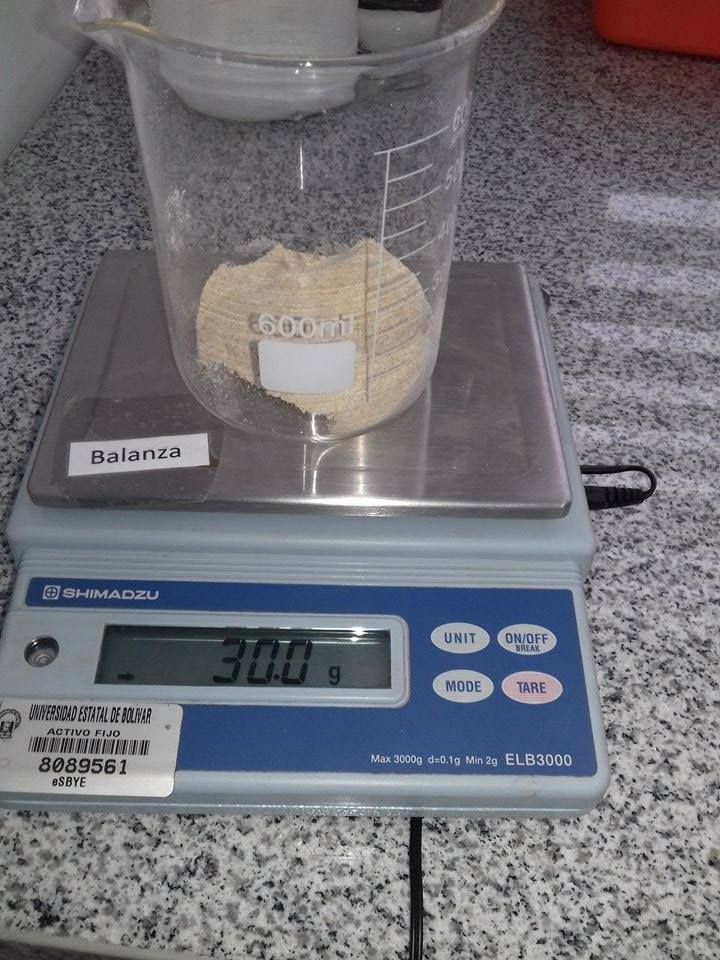 600ml
Balanza
SHIMADZU
30.0 g
UNIT
ON/OFF
BREAK
MODE
TARE
UNIVERSIDAD ESTATAL DE BOLIVAR
ACTIVO FIJO
8089561
eSBYE
Max 3000g d=0.1g Min 2g ELB3000